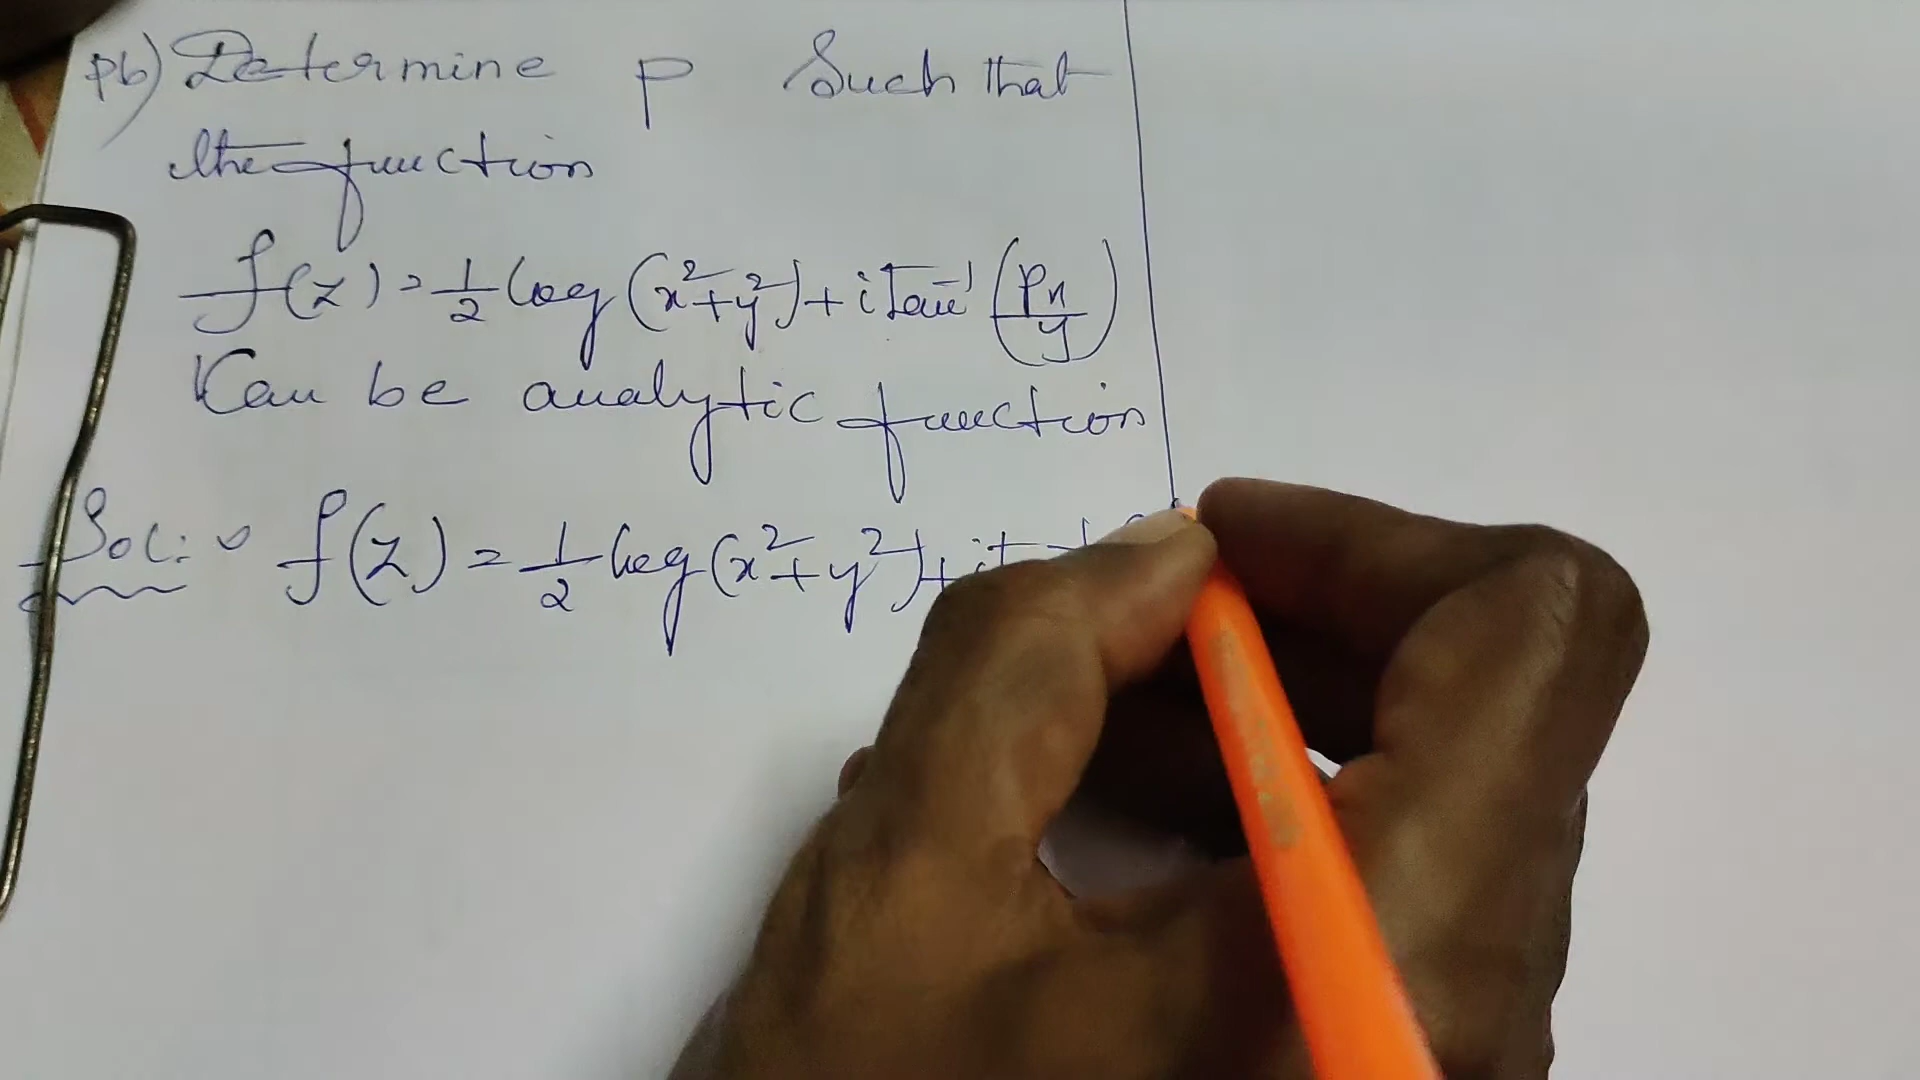 pb) Determine p Such that
the function
f(z) = 1/2 log(x²+y²) + i Tan⁻¹(px/y)
Can be analytic function
Sol: f(z) = 1/2 log(x²+y²) + i